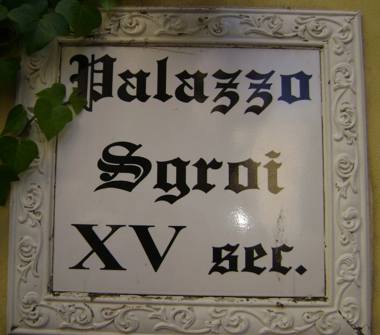 Palazzo
Sgroi
XV sec.